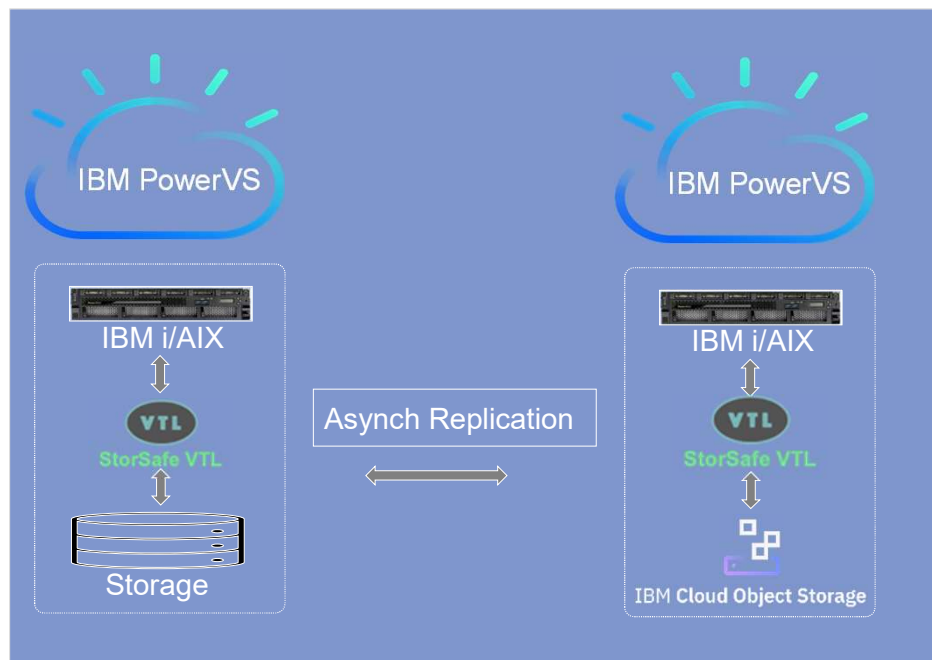 IBM PowerVS
IBM i/AIX
VTL
StorSafe VTL
Storage
Asynch Replication
IBM PowerVS
IBM i/AIX
VTL
StorSafe VTL
IBM Cloud Object Storage